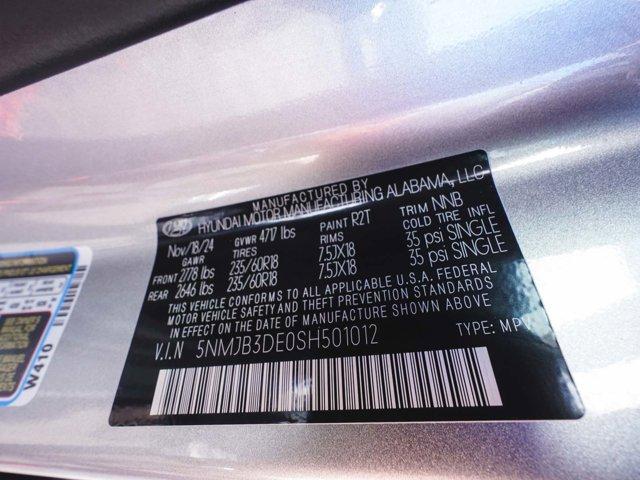 MANUFACTURED BY
HYUNDAI MOTOR MANUFACTURING ALABAMA, LLC
Nov/18/24 GVWR 4717 lbs PAINT R2T TRIM NNB
GAWR TIRES RIMS COLD TIRE INFL
FRONT 2778 lbs 235/60R18 7.5JX18 35 psi SINGLE
REAR 2646 lbs 235/60R18 7.5JX18 35 psi SINGLE
THIS VEHICLE CONFORMS TO ALL APPLICABLE U.S.A. FEDERAL
MOTOR VEHICLE SAFETY AND THEFT PREVENTION STANDARDS
IN EFFECT ON THE DATE OF MANUFACTURE SHOWN ABOVE
V.I.N 5NMJB3DE0SH501012 TYPE: MPV
W410